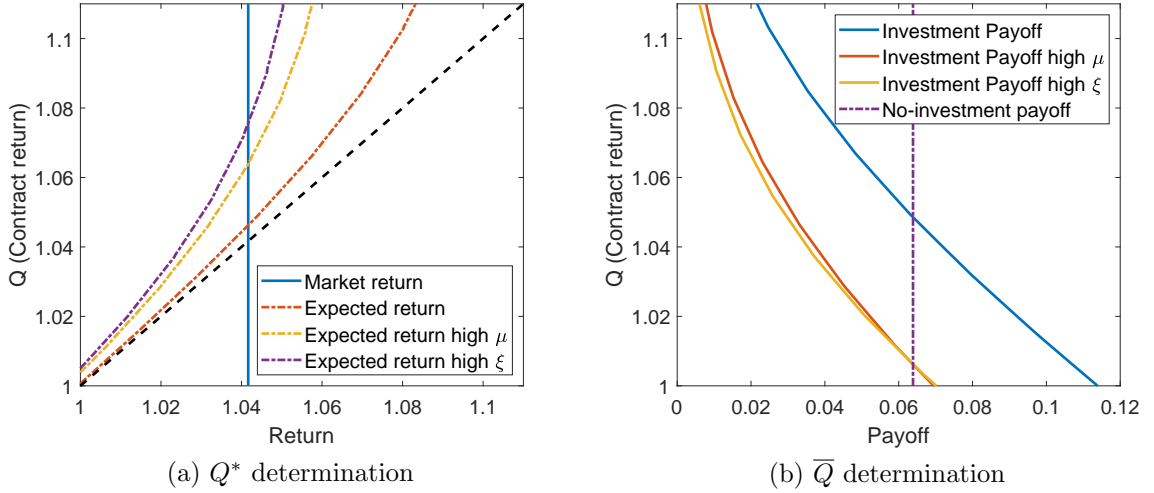 1.1
1.08
1.06
1.04
1.02
1
Q (Contract return)
1
1.02
1.04
1.06
1.08
1.1
Return
Market return
Expected return
Expected return high μ
Expected return high ξ
(a) Q* determination
1.1
1.08
1.06
1.04
1.02
1
Q (Contract return)
0
0.02
0.04
0.06
0.08
0.1
0.12
Payoff
Investment Payoff
Investment Payoff high μ
Investment Payoff high ξ
No-investment payoff
(b) Q̅ determination